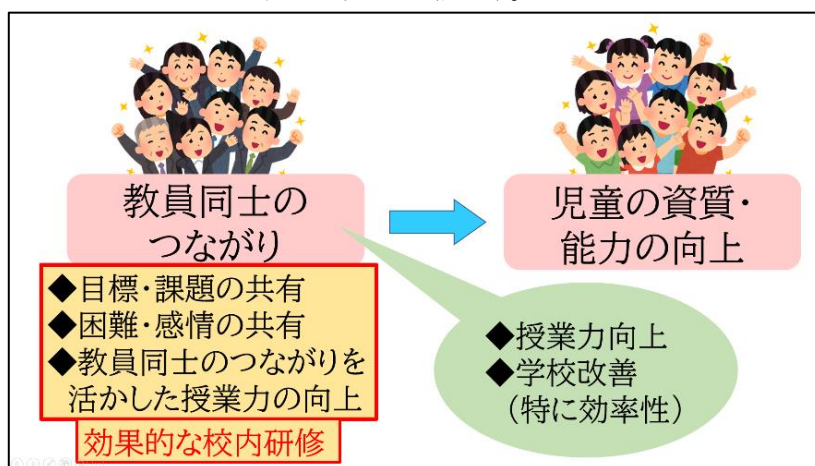 教員同士の
つながり
児童の資質・
能力の向上
◆目標・課題の共有
◆困難・感情の共有
◆教員同士のつながりを
活かした授業力の向上
効果的な校内研修
◆授業力向上
◆学校改善
（特に効率性）